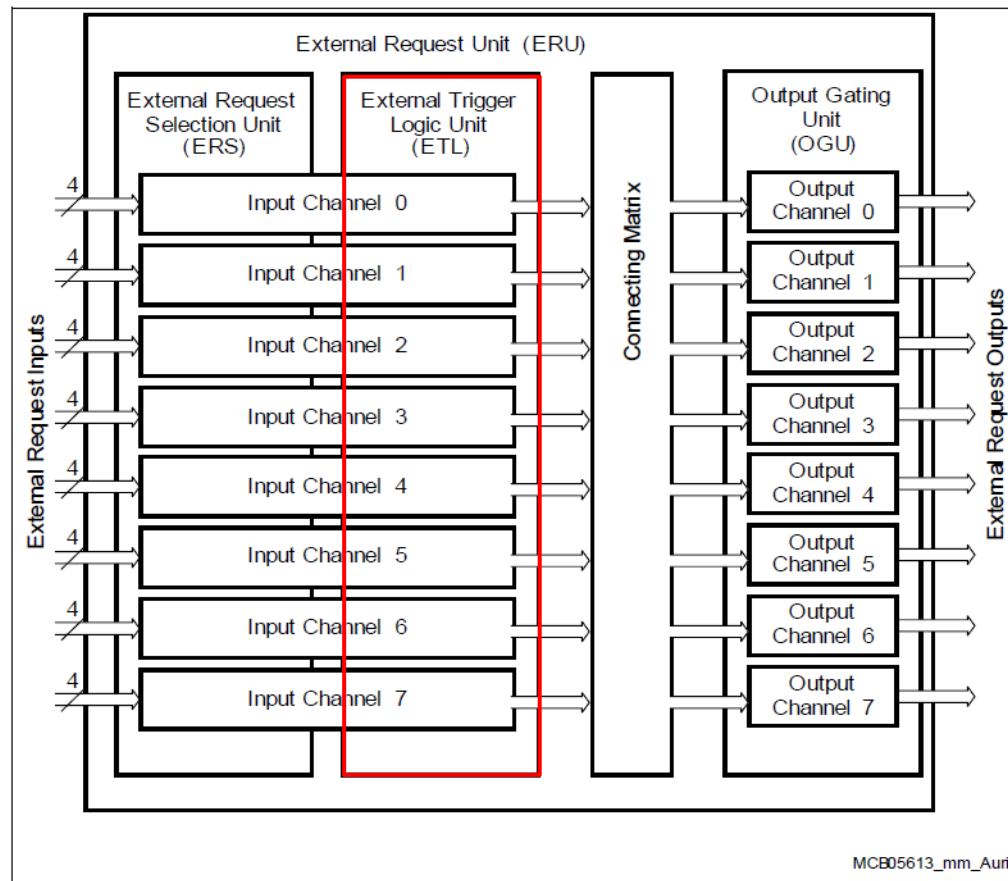 External Request Unit (ERU)
External Request
Selection Unit
(ERS)
External Trigger
Logic Unit
(ETL)
Output Gating
Unit
(OGU)
External Request Inputs
4
4
4
4
4
4
4
4
Input Channel 0
Input Channel 1
Input Channel 2
Input Channel 3
Input Channel 4
Input Channel 5
Input Channel 6
Input Channel 7
Connecting Matrix
Output
Channel 0
Output
Channel 1
Output
Channel 2
Output
Channel 3
Output
Channel 4
Output
Channel 5
Output
Channel 6
Output
Channel 7
External Request Outputs
MCB05613_mm_Auri